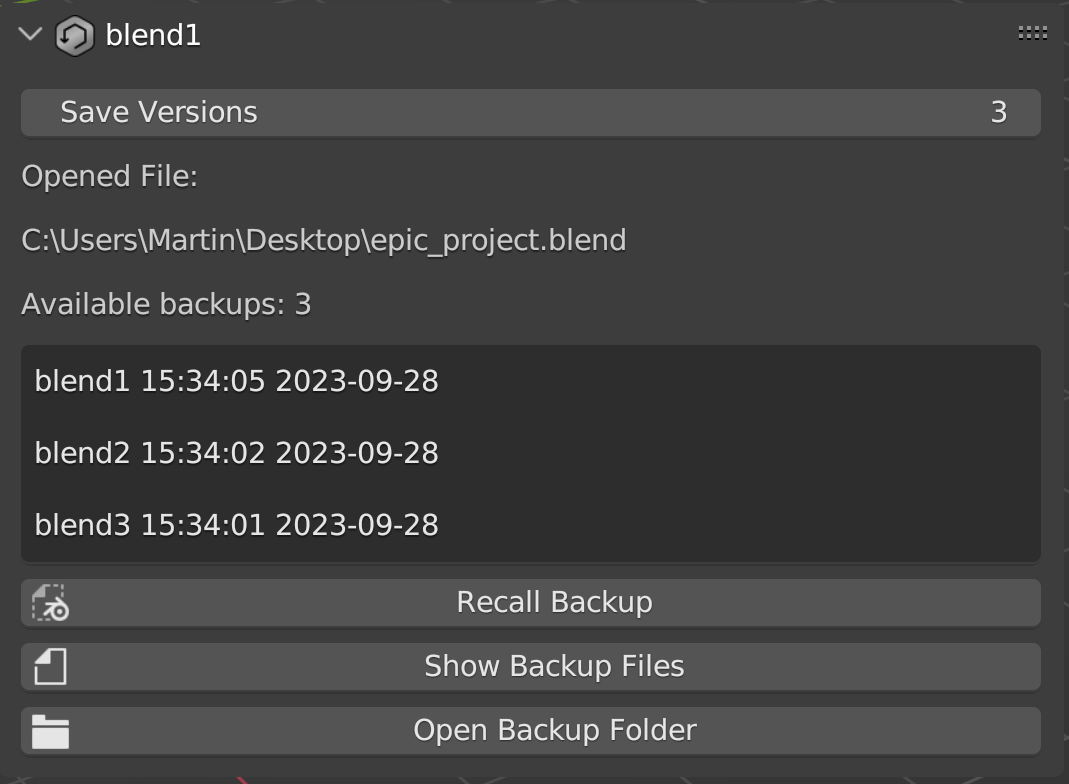 blend1
Save Versions 3
Opened File:
C:\Users\Martin\Desktop\epic_project.blend
Available backups: 3
blend1 15:34:05 2023-09-28
blend2 15:34:02 2023-09-28
blend3 15:34:01 2023-09-28
Recall Backup
Show Backup Files
Open Backup Folder